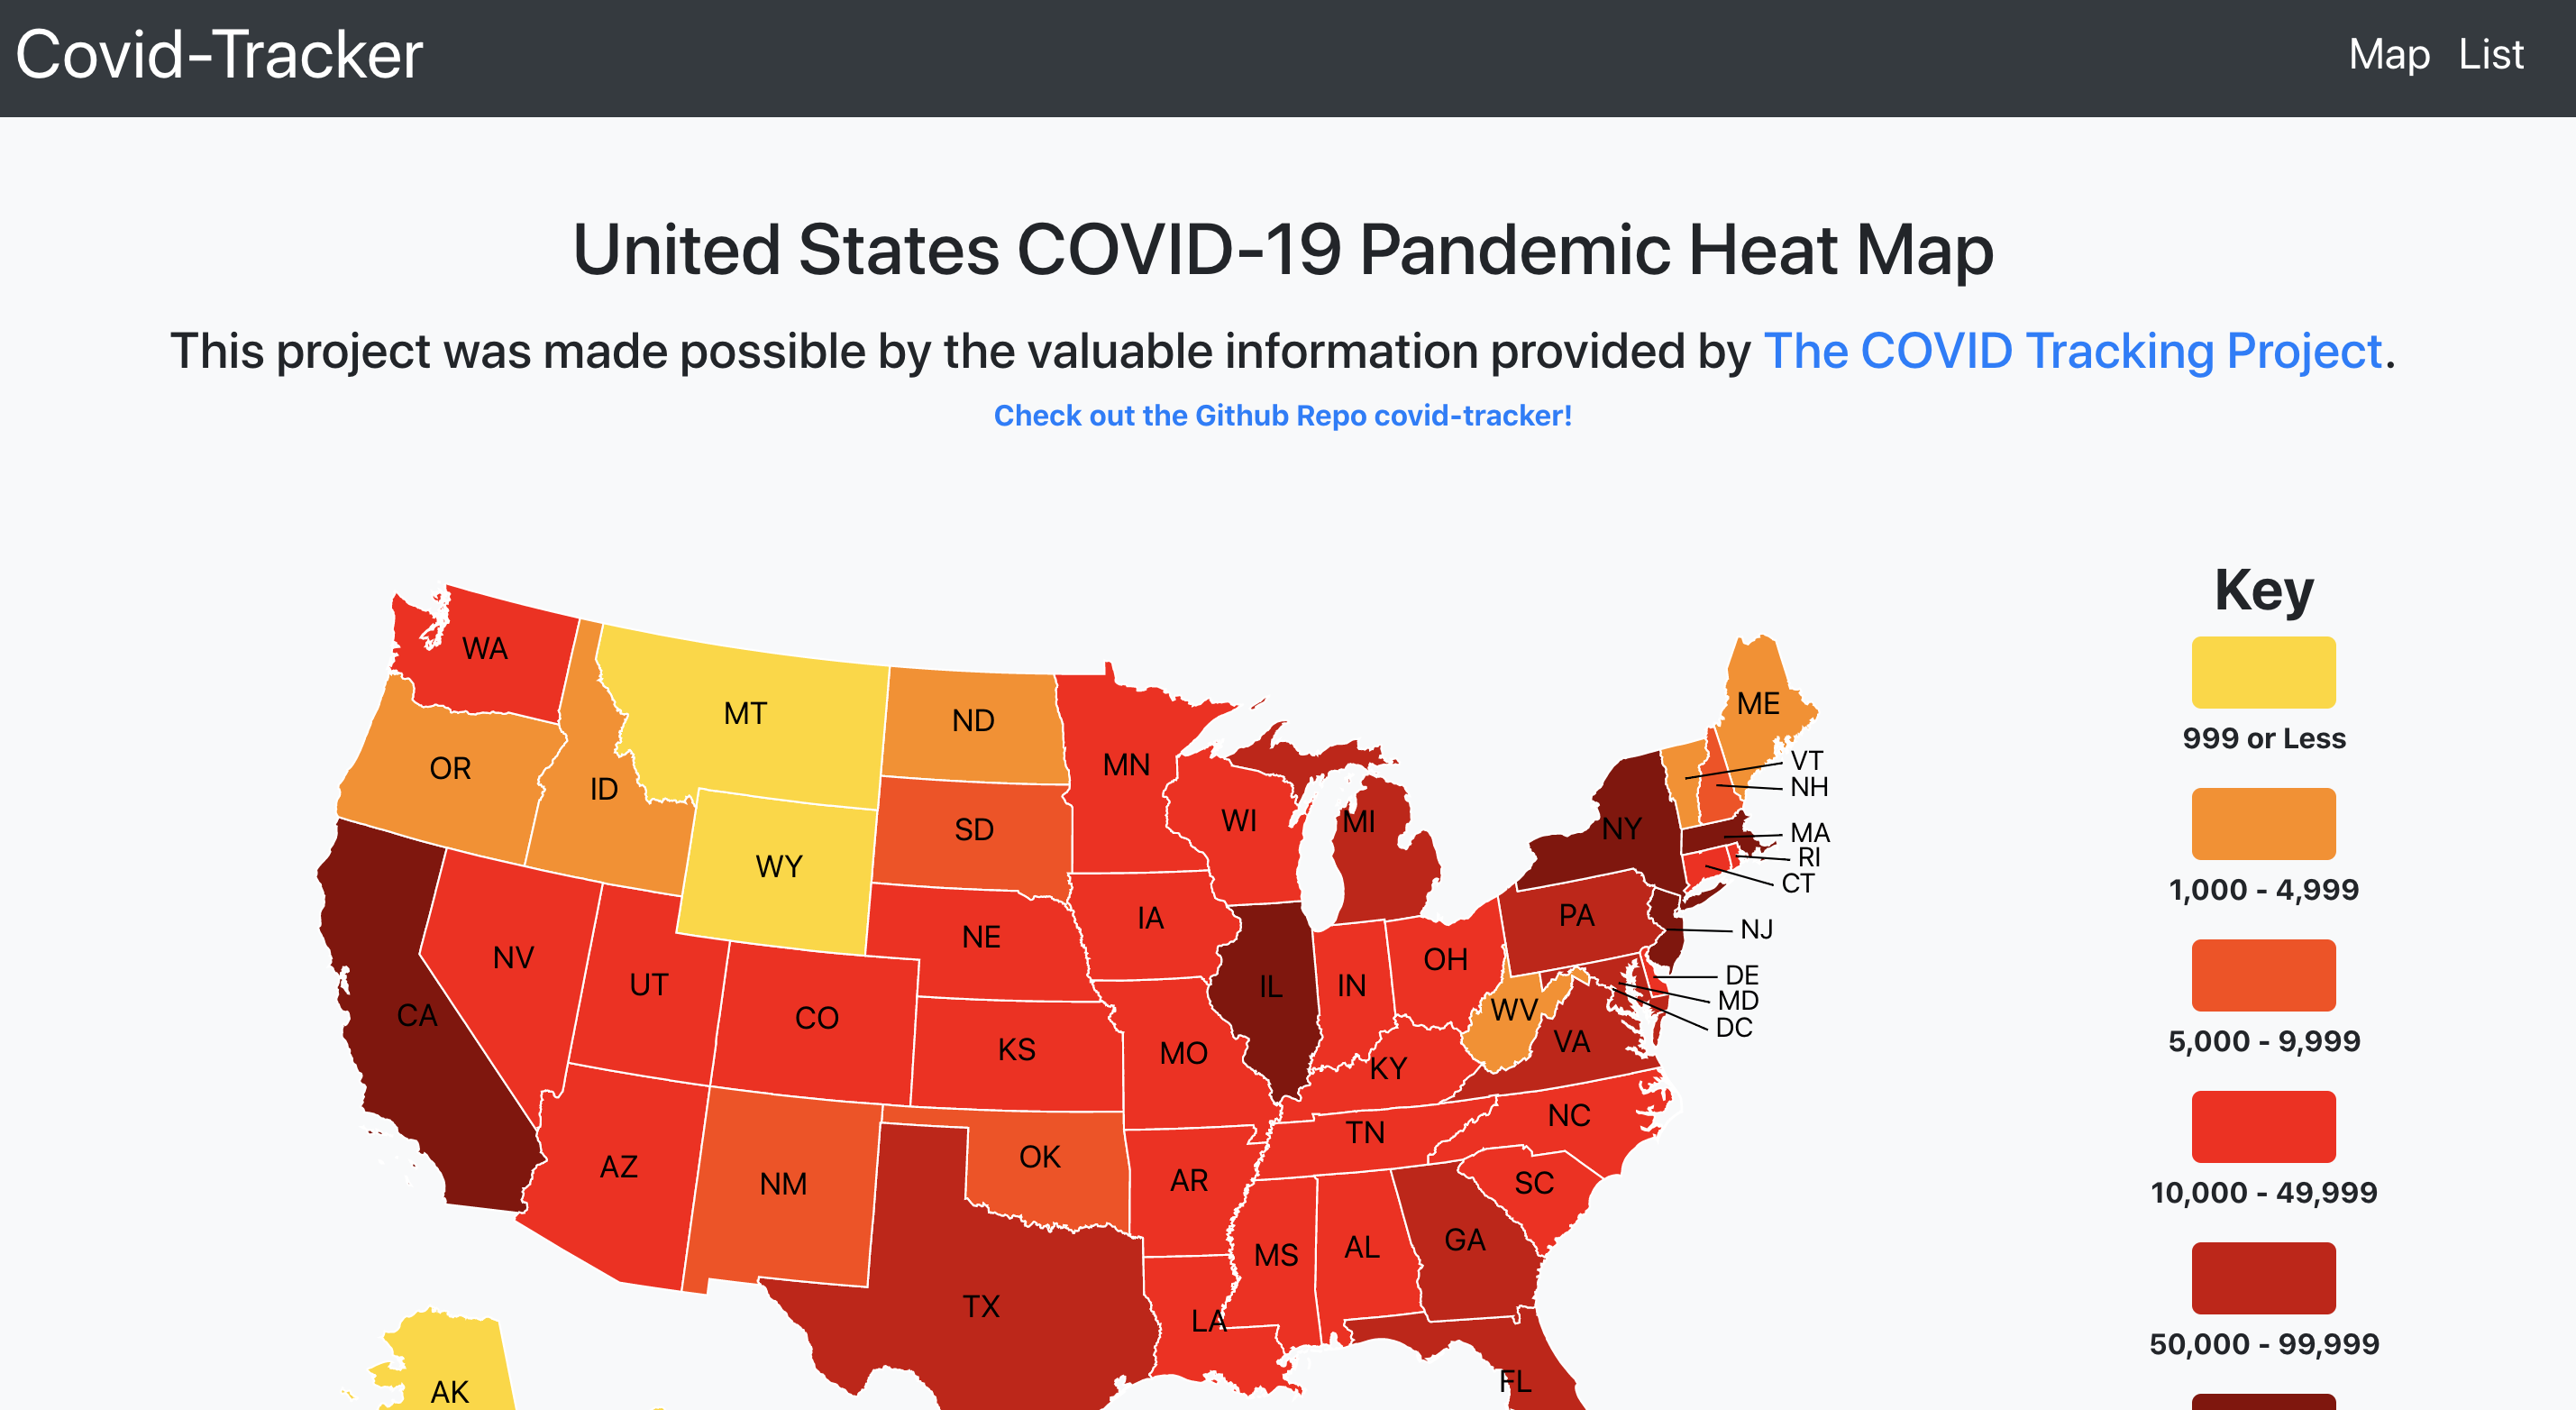 Covid-Tracker
Map List
United States COVID-19 Pandemic Heat Map
This project was made possible by the valuable information provided by The COVID Tracking Project.
Check out the Github Repo covid-tracker!
Key
999 or Less
1,000 - 4,999
5,000 - 9,999
10,000 - 49,999
50,000 - 99,999
WA
MT
ND
MN
ME
OR
ID
SD
WI
MI
NY
VT
NH
MA
RI
CT
WY
IA
NE
PA
NJ
NV
UT
CO
IL
IN
OH
DE
MD
DC
WV
VA
CA
KS
MO
KY
NC
TN
AZ
NM
OK
AR
SC
MS
AL
GA
TX
LA
FL
AK